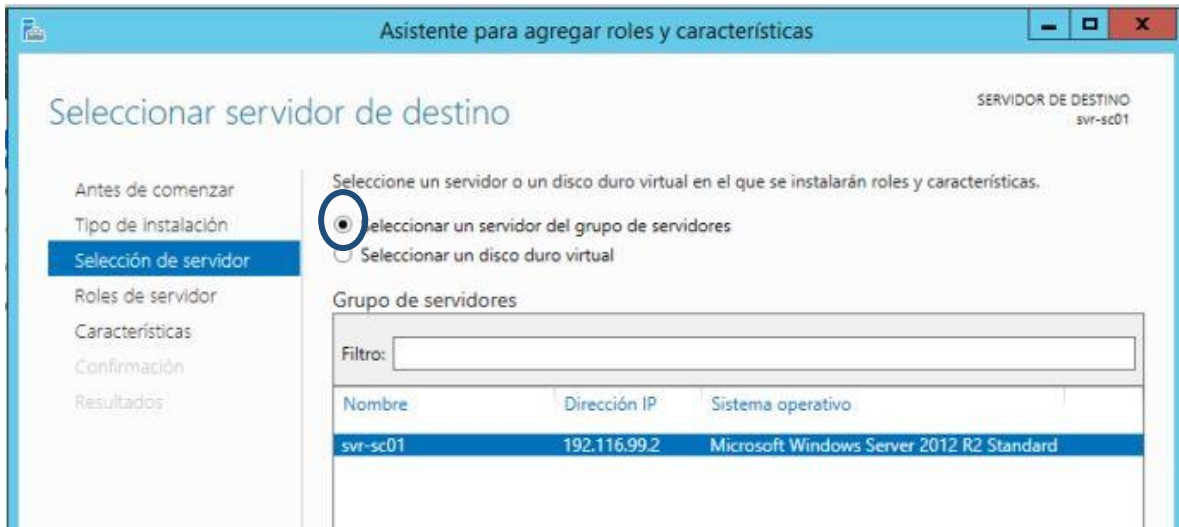 Asistente para agregar roles y características
Seleccionar servidor de destino
SERVIDOR DE DESTINO
svr-sc01
Antes de comenzar
Tipo de instalación
Selección de servidor
Roles de servidor
Características
Confirmación
Resultados
Seleccione un servidor o un disco duro virtual en el que se instalarán roles y características.
Seleccionar un servidor del grupo de servidores
Seleccionar un disco duro virtual
Grupo de servidores
Filtro:
Nombre Dirección IP Sistema operativo
svr-sc01 192.116.99.2 Microsoft Windows Server 2012 R2 Standard